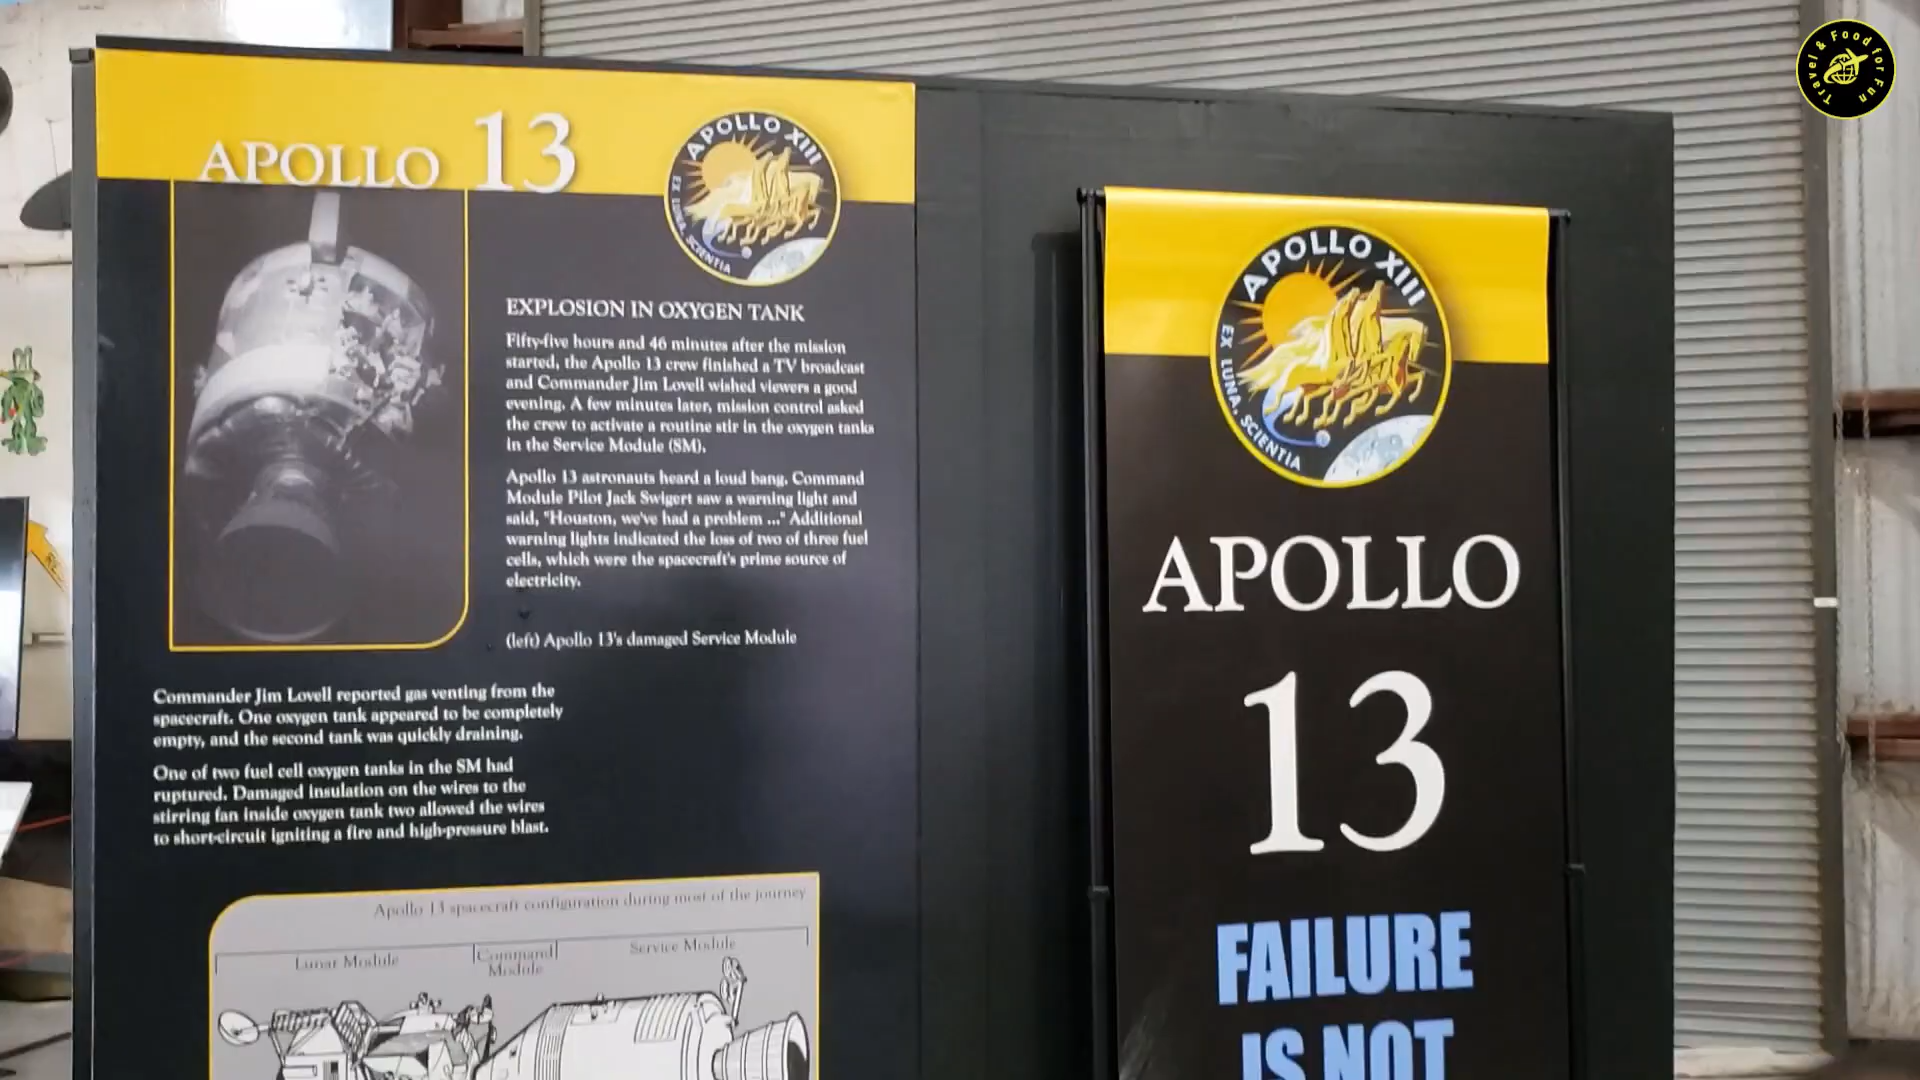 APOLLO 13
APOLLO XIII
EX LUNA, SCIENTIA
EXPLOSION IN OXYGEN TANK
Fifty-five hours and 46 minutes after the mission
started, the Apollo 13 crew finished a TV broadcast
and Commander Jim Lovell wished viewers a good
evening. A few minutes later, mission control asked
the crew to activate a routine stir in the oxygen tanks
in the Service Module (SM).
Apollo 13 astronauts heard a loud bang. Command
Module Pilot Jack Swigert saw a warning light and
said, "Houston, we've had a problem ..." Additional
warning lights indicated the loss of two of three fuel
cells, which were the spacecraft's prime source of
electricity.
(left) Apollo 13's damaged Service Module
Commander Jim Lovell reported gas venting from the
spacecraft. One oxygen tank appeared to be completely
empty, and the second tank was quickly draining.
One of two fuel cell oxygen tanks in the SM had
ruptured. Damaged insulation on the wires to the
stirring fan inside oxygen tank two allowed the wires
to short-circuit igniting a fire and high-pressure blast.
Apollo 13 spacecraft configuration during most of the journey
Lunar Module
Command
Module
Service Module
APOLLO XIII
EX LUNA, SCIENTIA
APOLLO
13
FAILURE
IS NOT
Travel & Food for Fun